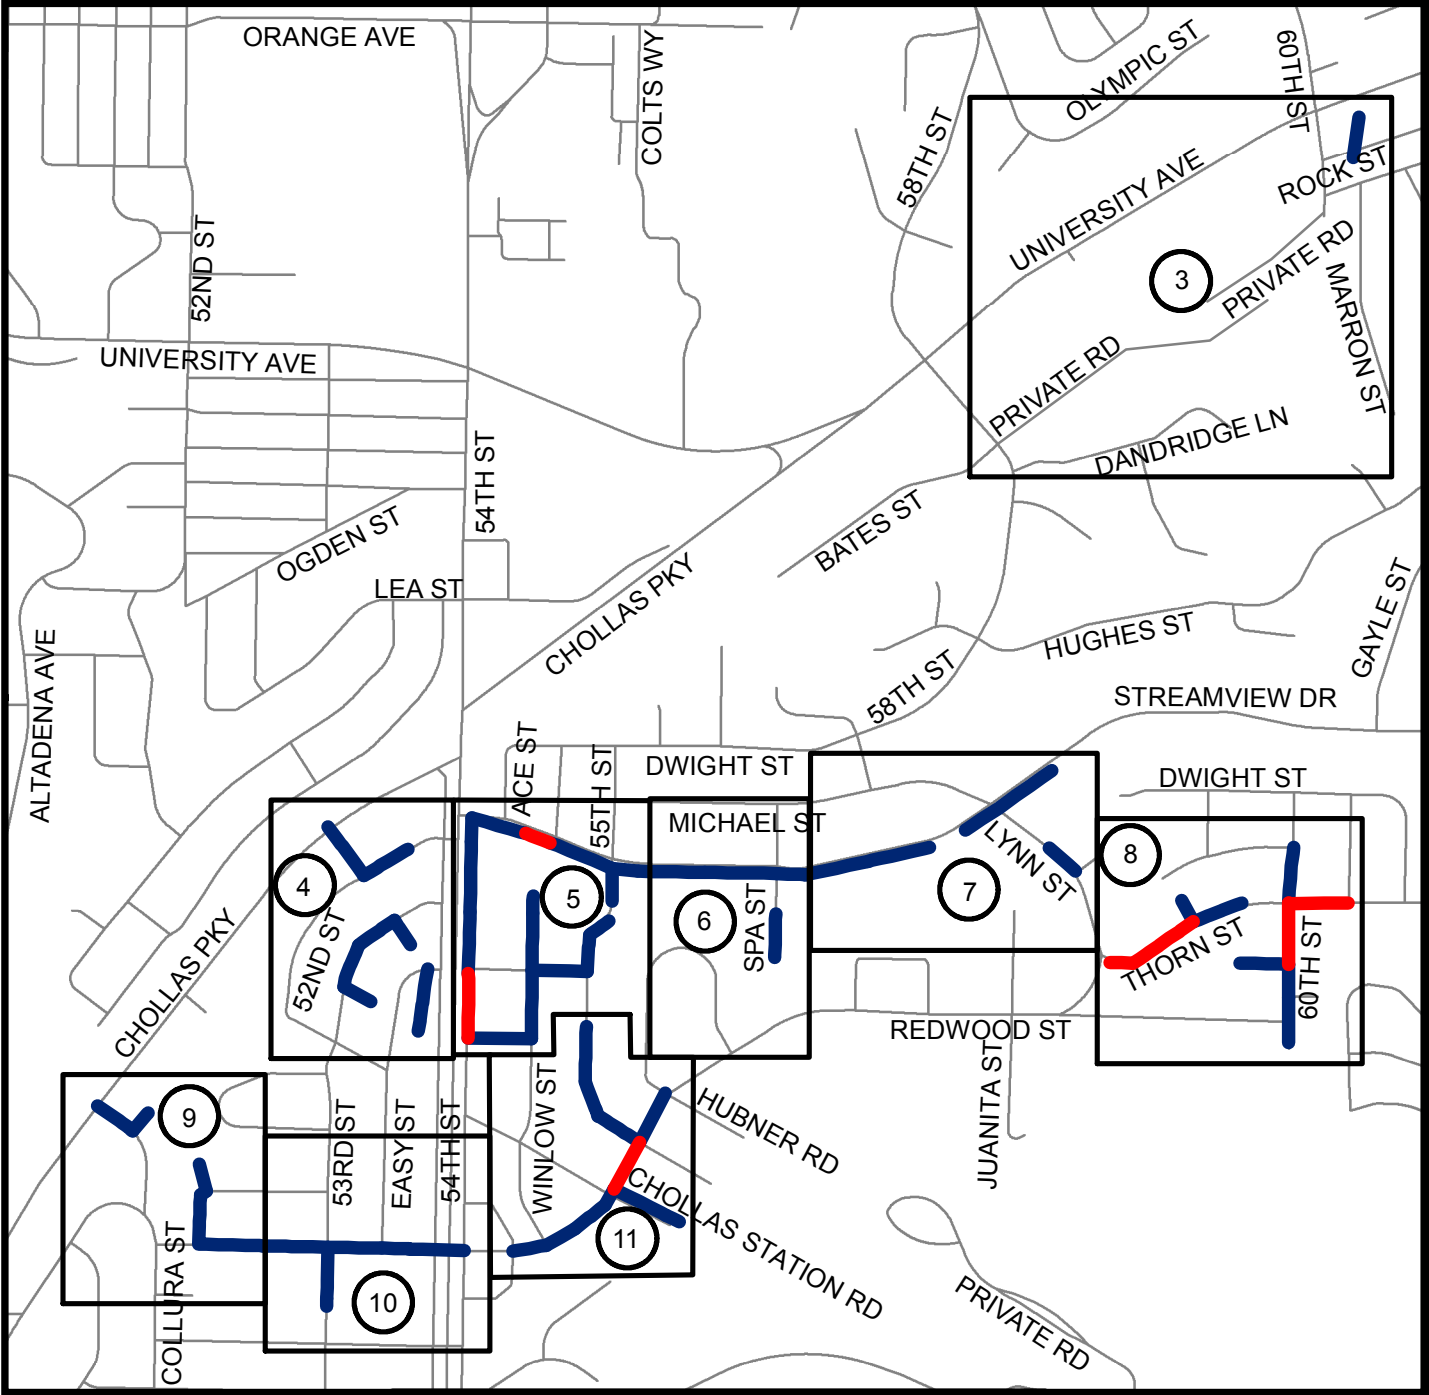 ORANGE AVE
COLTS WY
OLYMPIC ST
60TH ST
58TH ST
ROCK ST
UNIVERSITY AVE
52ND ST
3
PRIVATE RD
MARRON ST
UNIVERSITY AVE
PRIVATE RD
DANDRIDGE LN
54TH ST
OGDEN ST
BATES ST
LEA ST
CHOLLAS PKY
HUGHES ST
GAYLE ST
ALTADENA AVE
58TH ST
STREAMVIEW DR
ACE ST
55TH ST
DWIGHT ST
DWIGHT ST
MICHAEL ST
LYNN ST
8
4
5
6
7
SPA ST
52ND ST
THORN ST
60TH ST
CHOLLAS PKY
REDWOOD ST
JUANITA ST
9
53RD ST
EASY ST
54TH ST
WINLOW ST
HUBNER RD
CHOLLAS STATION RD
11
COLLURA ST
10
PRIVATE RD